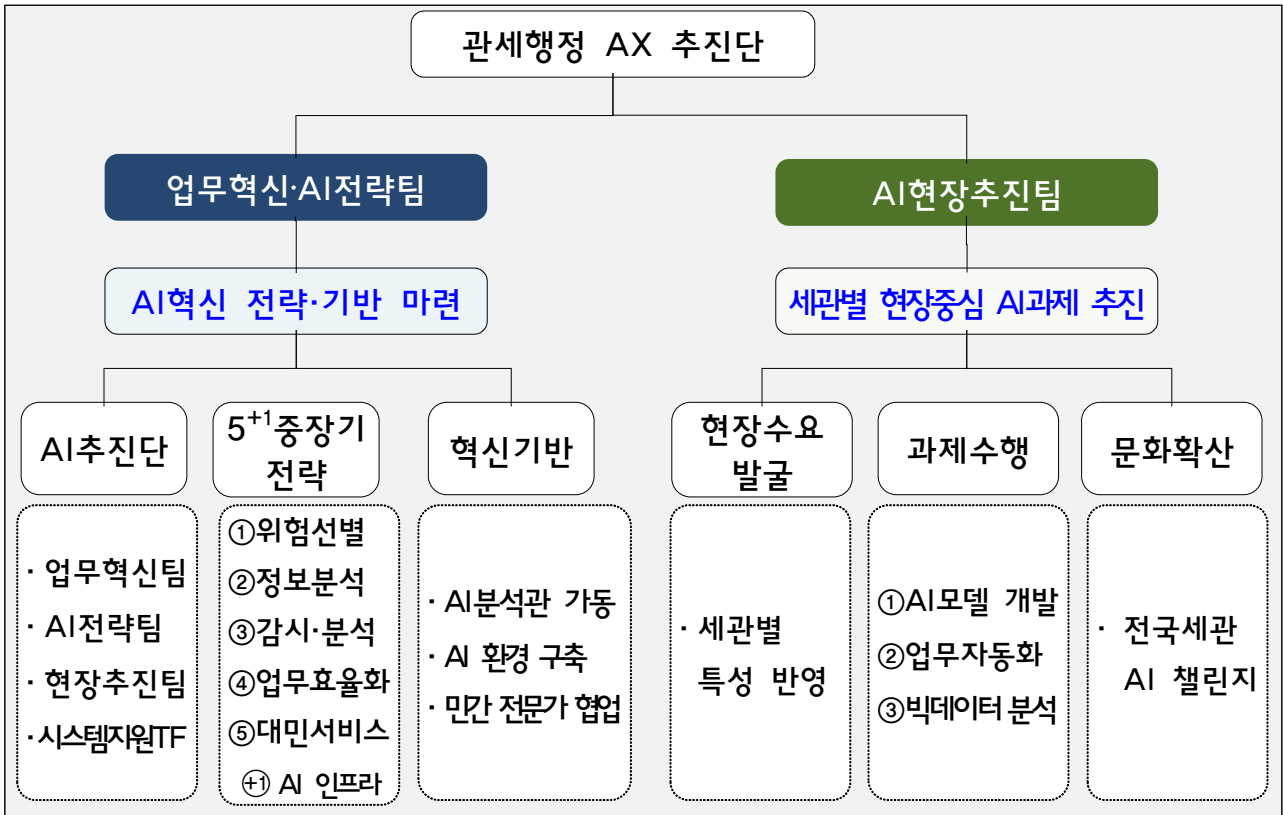 관세행정 AX 추진단
업무혁신·AI전략팀
AI현장추진팀
AI혁신 전략·기반 마련
세관별 현장중심 AI과제 추진
AI추진단
5+1중장기
전략
혁신기반
현장수요
발굴
과제수행
문화확산
· 업무혁신팀
· AI전략팀
· 현장추진팀
· 시스템지원TF
①위험선별
②정보분석
③감시·분석
④업무효율화
⑤대민서비스
+1 AI 인프라
· AI분석관 가동
· AI 환경 구축
· 민간 전문가 협업
· 세관별
특성 반영
①AI모델 개발
②업무자동화
③빅데이터 분석
· 전국세관
AI 챌린지